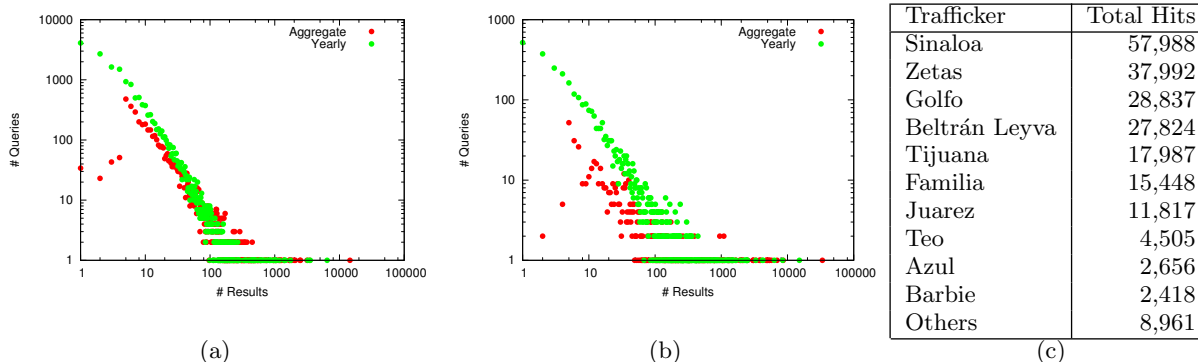 10000
1000
100
10
1
# Queries
1 10 100 1000 10000 100000
# Results
Aggregate
Yearly
(a)
1000
100
10
1
# Queries
1 10 100 1000 10000 100000
# Results
Aggregate
Yearly
(b)
Trafficker Total Hits
Sinaloa 57,988
Zetas 37,992
Golfo 28,837
Beltrán Leyva 27,824
Tijuana 17,987
Familia 15,448
Juarez 11,817
Teo 4,505
Azul 2,656
Barbie 2,418
Others 8,961
(c)